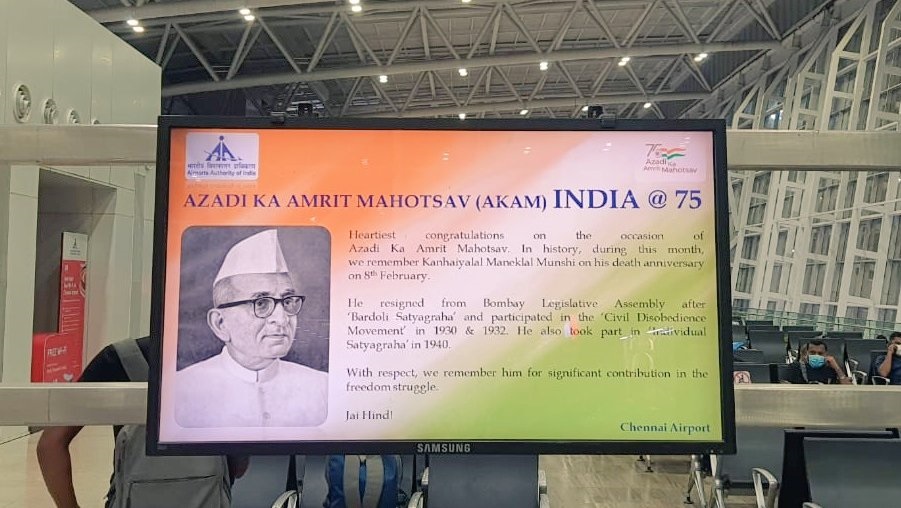 भारतीय विमानपत्तन प्राधिकरण
Airports Authority of India
75
Azadi Ka
Amrit Mahotsav
AZADI KA AMRIT MAHOTSAV (AKAM) INDIA @ 75
Heartiest congratulations on the occasion of
Azadi Ka Amrit Mahotsav. In history, during this month,
we remember Kanhaiyalal Maneklal Munshi on his death anniversary
on 8th February.
He resigned from Bombay Legislative Assembly after
'Bardoli Satyagraha' and participated in the 'Civil Disobedience
Movement' in 1930 & 1932. He also took part in 'Individual
Satyagraha' in 1940.
With respect, we remember him for significant contribution in the
freedom struggle.
Jai Hind!
Chennai Airport
SAMSUNG
FREE Wi-Fi